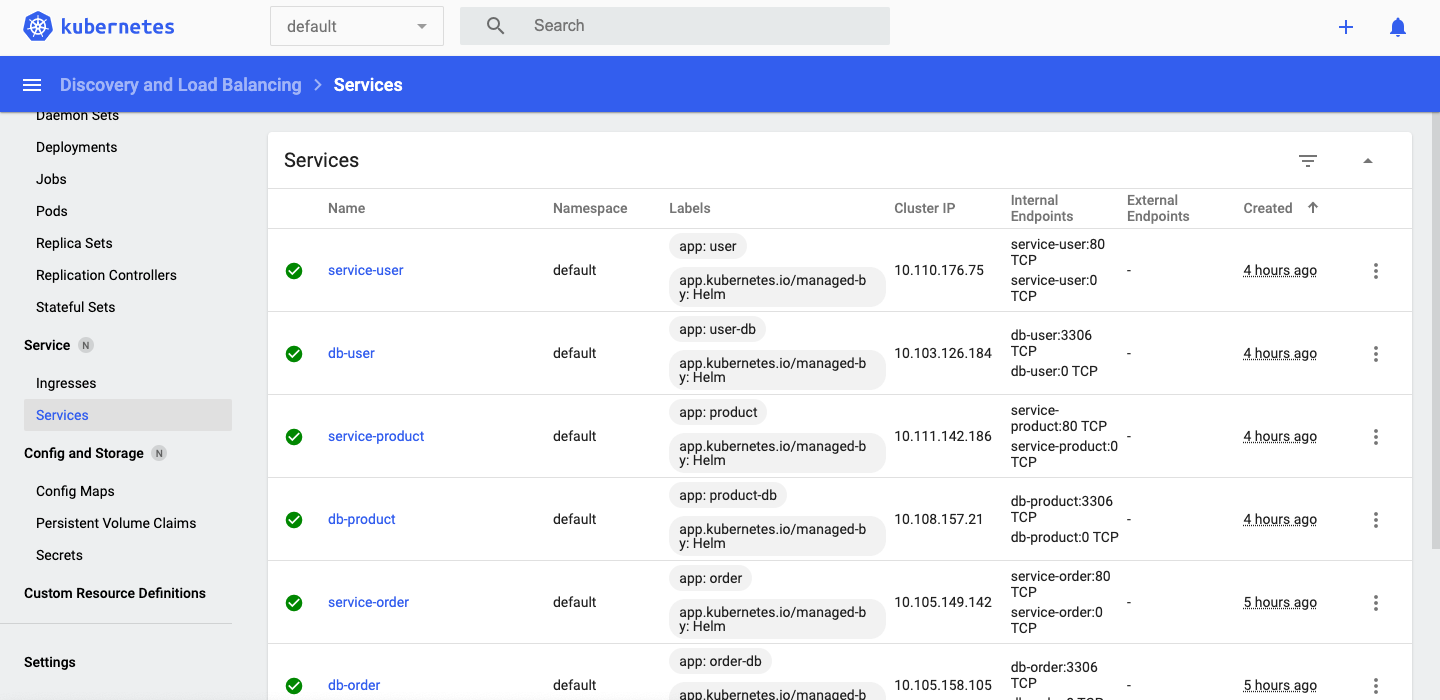 kubernetes
default
Search
Discovery and Load Balancing
Services
Daemon Sets
Deployments
Jobs
Pods
Replica Sets
Replication Controllers
Stateful Sets
Service N
Ingresses
Services
Config and Storage N
Config Maps
Persistent Volume Claims
Secrets
Custom Resource Definitions
Settings
Services
Name
Namespace
Labels
Cluster IP
Internal
Endpoints
External
Endpoints
Created
service-user
default
app: user
app.kubernetes.io/managed-b
y: Helm
10.110.176.75
service-user:80
TCP
service-user:0
TCP
-
4 hours ago
db-user
default
app: user-db
app.kubernetes.io/managed-b
y: Helm
10.103.126.184
db-user:3306
TCP
db-user:0 TCP
-
4 hours ago
service-product
default
app: product
app.kubernetes.io/managed-b
y: Helm
10.111.142.186
service-
product:80 TCP
service-product:0
TCP
-
4 hours ago
db-product
default
app: product-db
app.kubernetes.io/managed-b
y: Helm
10.108.157.21
db-product:3306
TCP
db-product:0 TCP
-
4 hours ago
service-order
default
app: order
app.kubernetes.io/managed-b
y: Helm
10.105.149.142
service-order:80
TCP
service-order:0
TCP
-
5 hours ago
db-order
default
app: order-db
app.kubernetes.io/managed-b
10.105.158.105
db-order:3306
TCP
-
5 hours ago